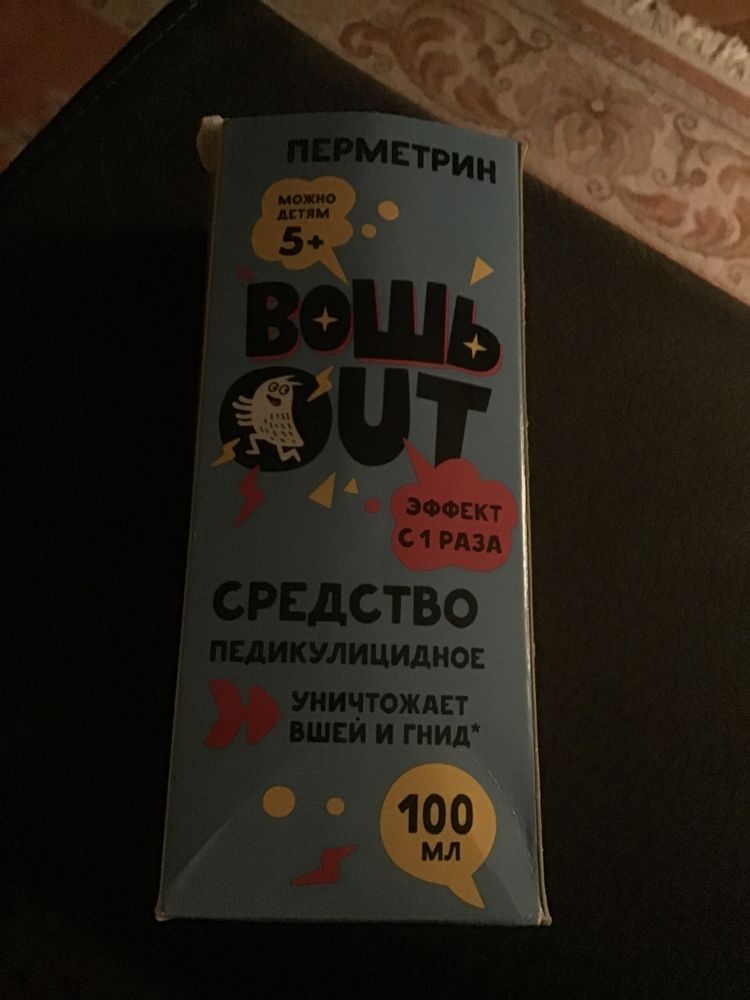 ПЕРМЕТРИН
МОЖНО
ДЕТЯМ
5+
ВОШЬ
OUT
ЭФФЕКТ
С 1 РАЗА
СРЕДСТВО
ПЕДИКУЛИЦИДНОЕ
УНИЧТОЖАЕТ
ВШЕЙ И ГНИД*
100
МЛ